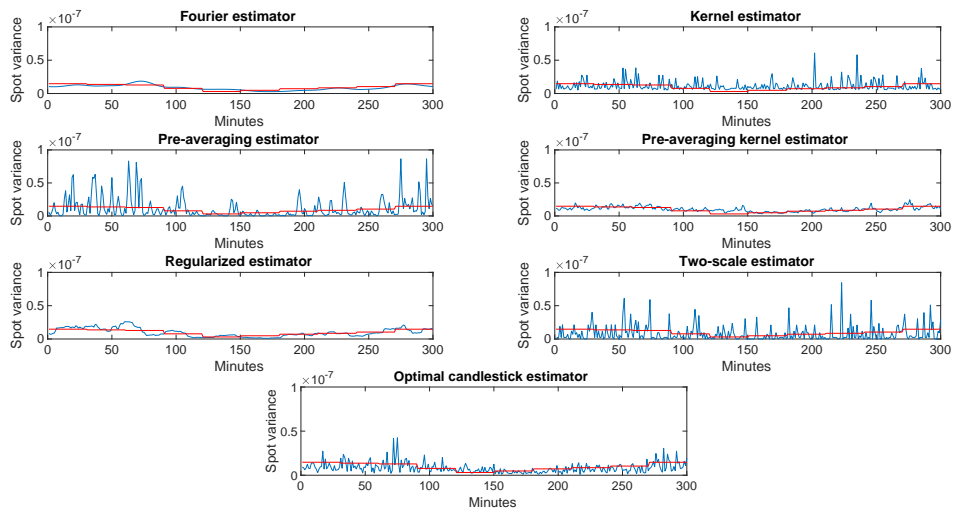 Fourier estimator
×10^-7
1
0.5
0
Spot variance
0 50 100 150 200 250 300
Minutes
Kernel estimator
×10^-7
1
0.5
0
Spot variance
0 50 100 150 200 250 300
Minutes
Pre-averaging estimator
×10^-7
1
0.5
0
Spot variance
0 50 100 150 200 250 300
Minutes
Pre-averaging kernel estimator
×10^-7
1
0.5
0
Spot variance
0 50 100 150 200 250 300
Minutes
Regularized estimator
×10^-7
1
0.5
0
Spot variance
0 50 100 150 200 250 300
Minutes
Two-scale estimator
×10^-7
1
0.5
0
Spot variance
0 50 100 150 200 250 300
Minutes
Optimal candlestick estimator
×10^-7
1
0.5
0
Spot variance
0 50 100 150 200 250 300
Minutes